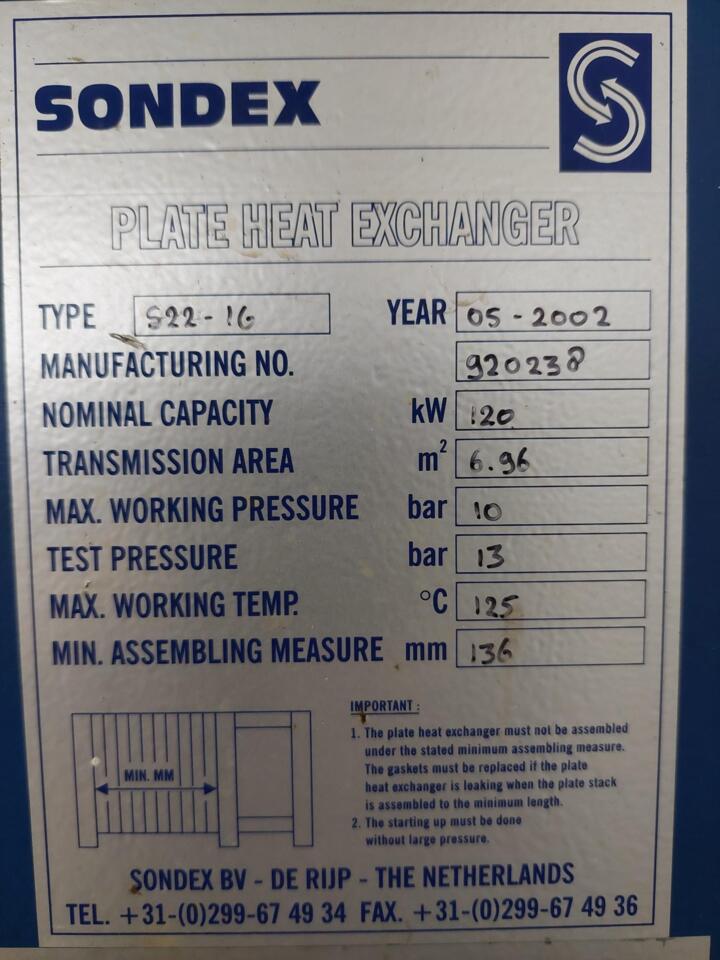 SONDEX
PLATE HEAT EXCHANGER
TYPE S22-16 YEAR 05-2002
MANUFACTURING NO. 920238
NOMINAL CAPACITY kW 120
TRANSMISSION AREA m² 6.96
MAX. WORKING PRESSURE bar 10
TEST PRESSURE bar 13
MAX. WORKING TEMP. °C 125
MIN. ASSEMBLING MEASURE mm 136
MIN. MM
IMPORTANT :
1. The plate heat exchanger must not be assembled
under the stated minimum assembling measure.
The gaskets must be replaced if the plate
heat exchanger is leaking when the plate stack
is assembled to the minimum length.
2. The starting up must be done
without large pressure.
SONDEX BV - DE RIJP - THE NETHERLANDS
TEL. +31-(0)299-67 49 34 FAX. +31-(0)299-67 49 36